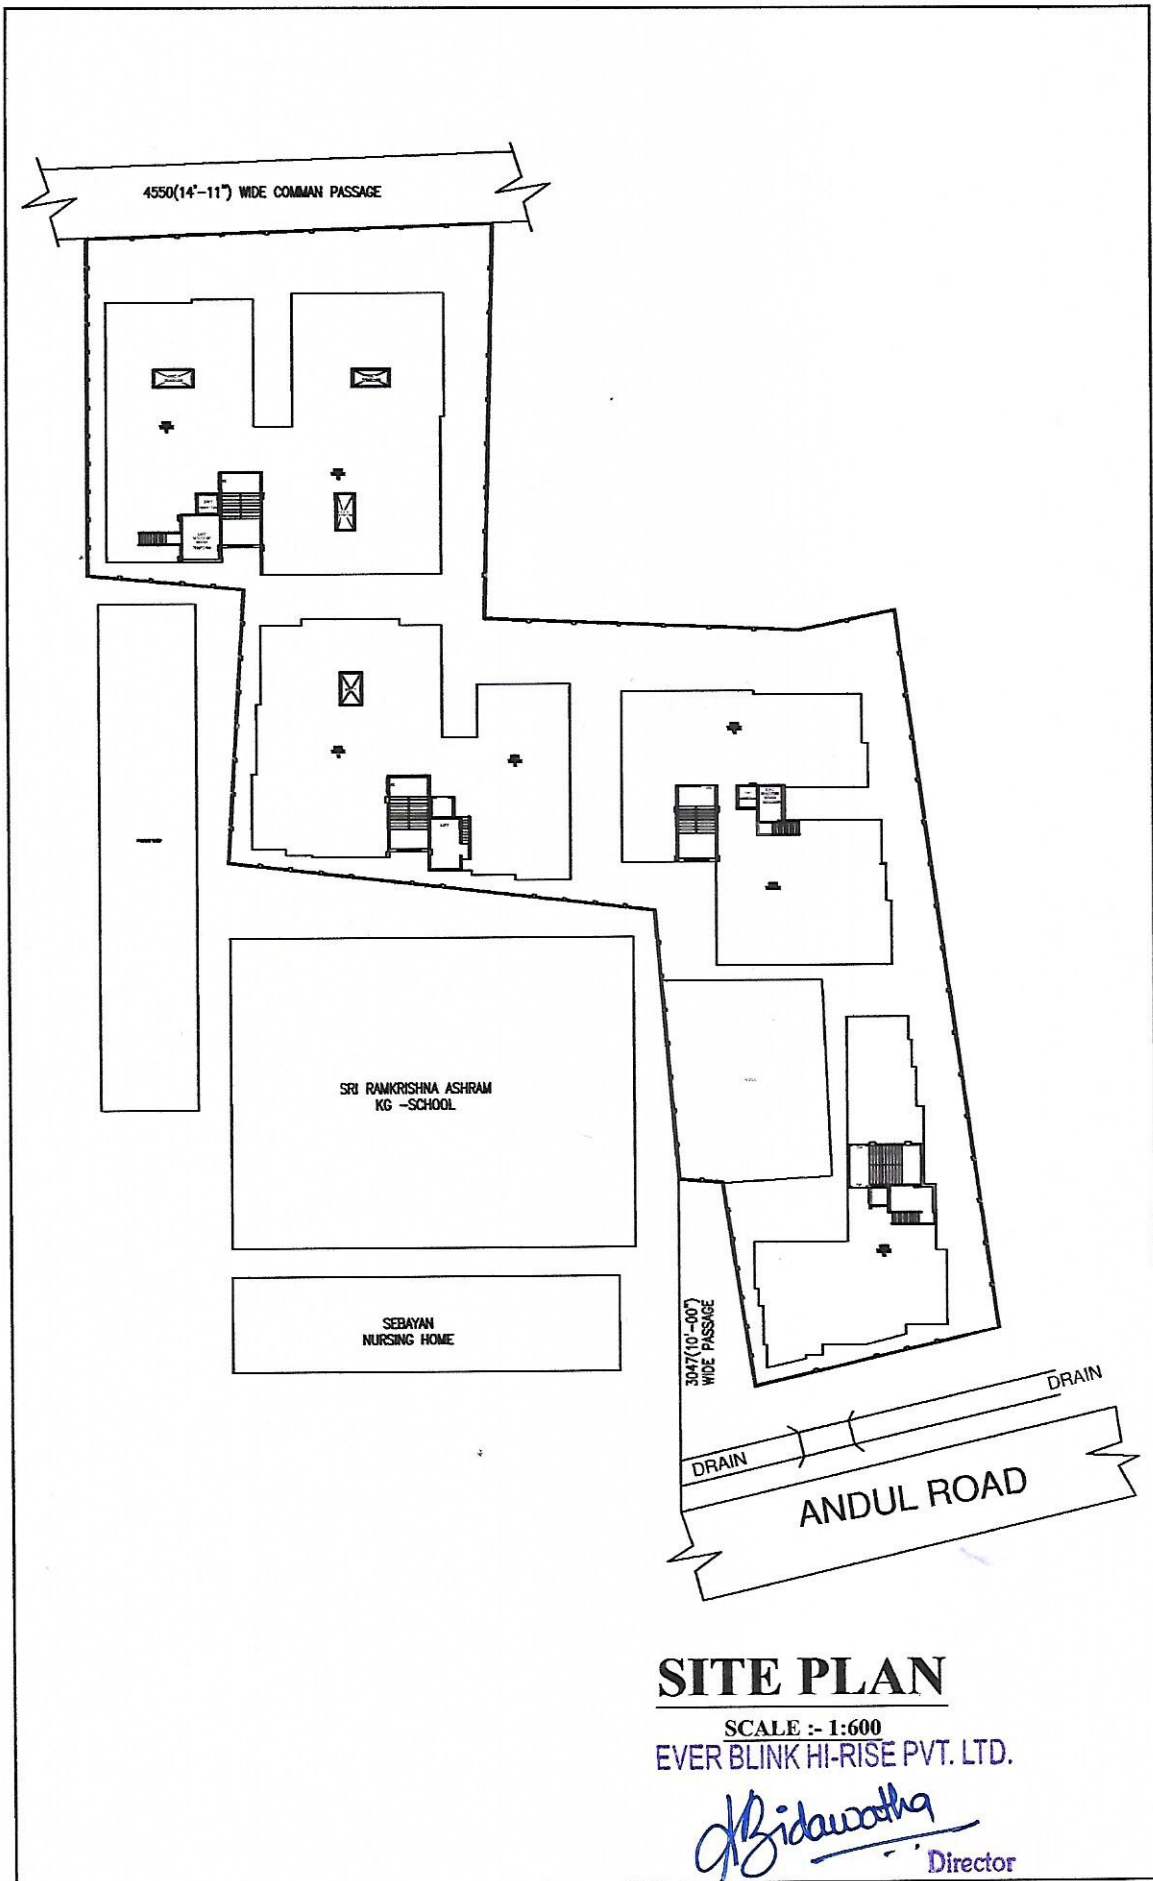 4550(14'-11") WIDE COMMAN PASSAGE
SRI RAMKRISHNA ASHRAM
KG -SCHOOL
SEBAYAN
NURSING HOME
3047(10'-00")
WIDE PASSAGE
DRAIN
DRAIN
ANDUL ROAD
SITE PLAN
SCALE :- 1:600
EVER BLINK HI-RISE PVT. LTD.
Bidawatha
Director